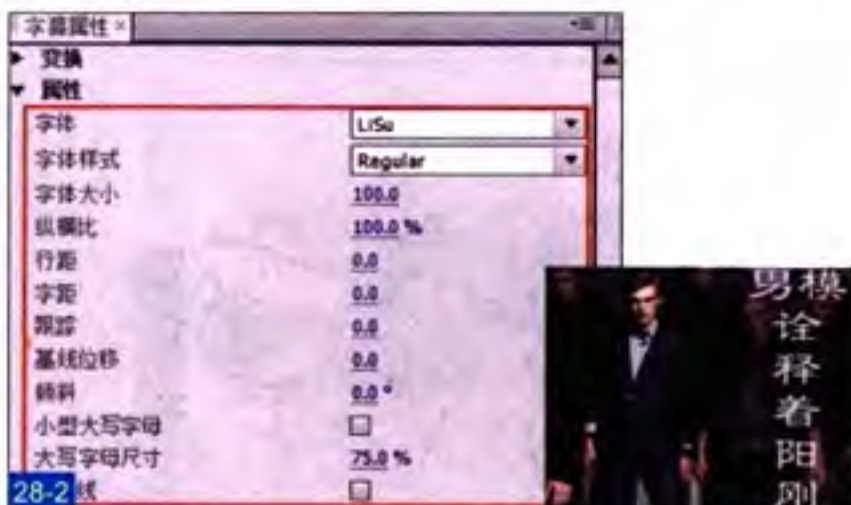 字幕属性 ×
变换
属性
字体 LiSu
字体样式 Regular
字体大小 100.0
纵横比 100.0 %
行距 0.0
字距 0.0
跟踪 0.0
基线位移 0.0
倾斜 0.0 °
小型大写字母
大写字母尺寸 75.0 %
28-2 线
男模
诠
释
着
阳
刚